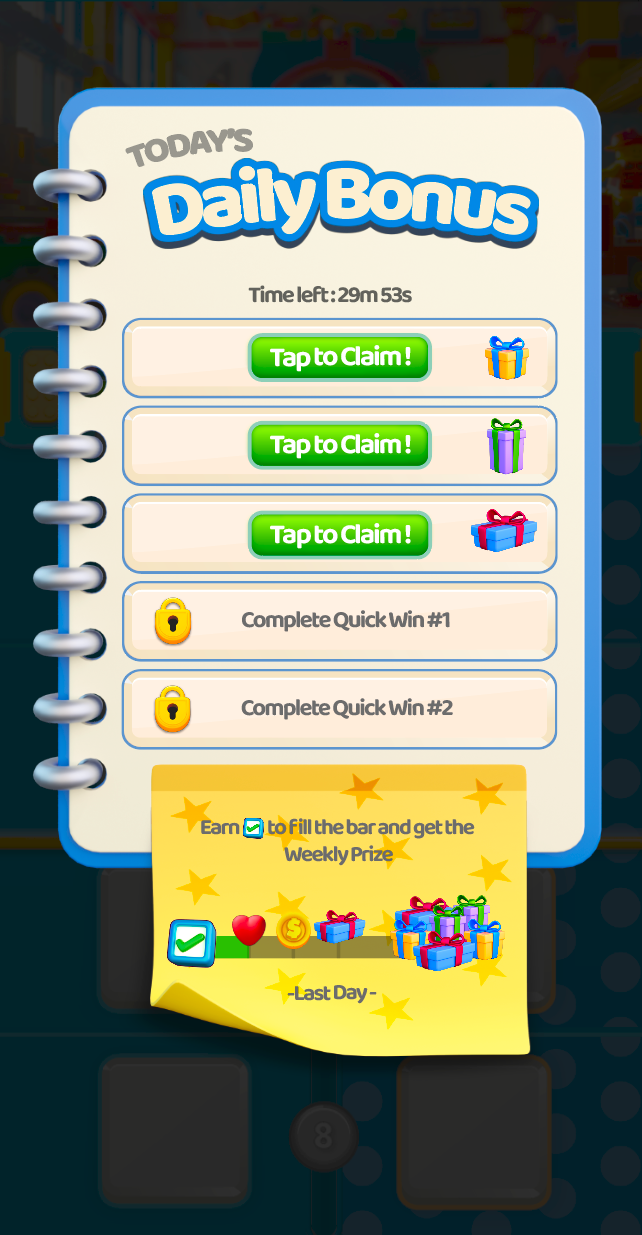 TODAY'S
Daily Bonus
Time left : 29m 53s
Tap to Claim !
Tap to Claim !
Tap to Claim !
Complete Quick Win #1
Complete Quick Win #2
Earn to fill the bar and get the
Weekly Prize
-Last Day -
8